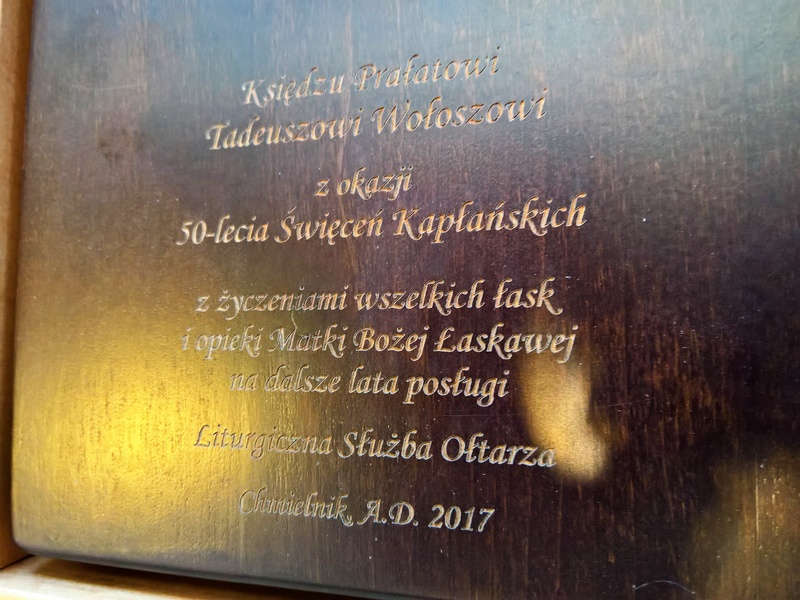 Księdzu Prałatowi
Tadeuszowi Wołoszowi
z okazji
50-lecia Święceń Kapłańskich
z życzeniami wszelkich łask
i opieki Matki Bożej Łaskawej
na dalsze lata posługi
Liturgiczna Służba Ołtarza
Chmielnik, A.D. 2017